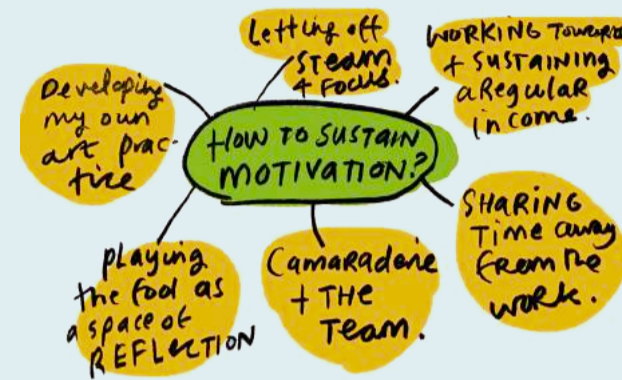 HOW TO SUSTAIN
MOTIVATION?
Letting off
STEAM
+ FOCUS.
WORKING TOWARD
+ SUSTAINING
a Regular
income.
SHARING
Time away
from the
work.
Camaraderie
+ THE
Team.
playing
the fool as
a space of
REFLECTION
Developing
my own
art prac-
tice